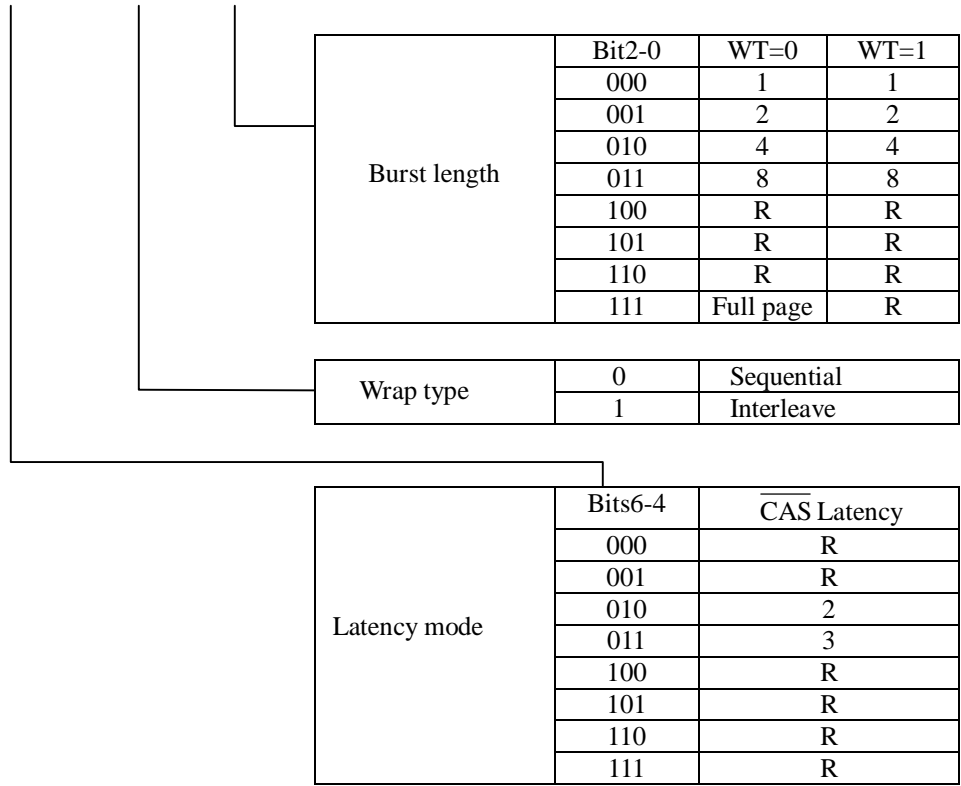 Burst length
Bit2-0 WT=0 WT=1
000 1 1
001 2 2
010 4 4
011 8 8
100 R R
101 R R
110 R R
111 Full page R
Wrap type
0 Sequential
1 Interleave
Latency mode
Bits6-4 C̅A̅S̅ Latency
000 R
001 R
010 2
011 3
100 R
101 R
110 R
111 R